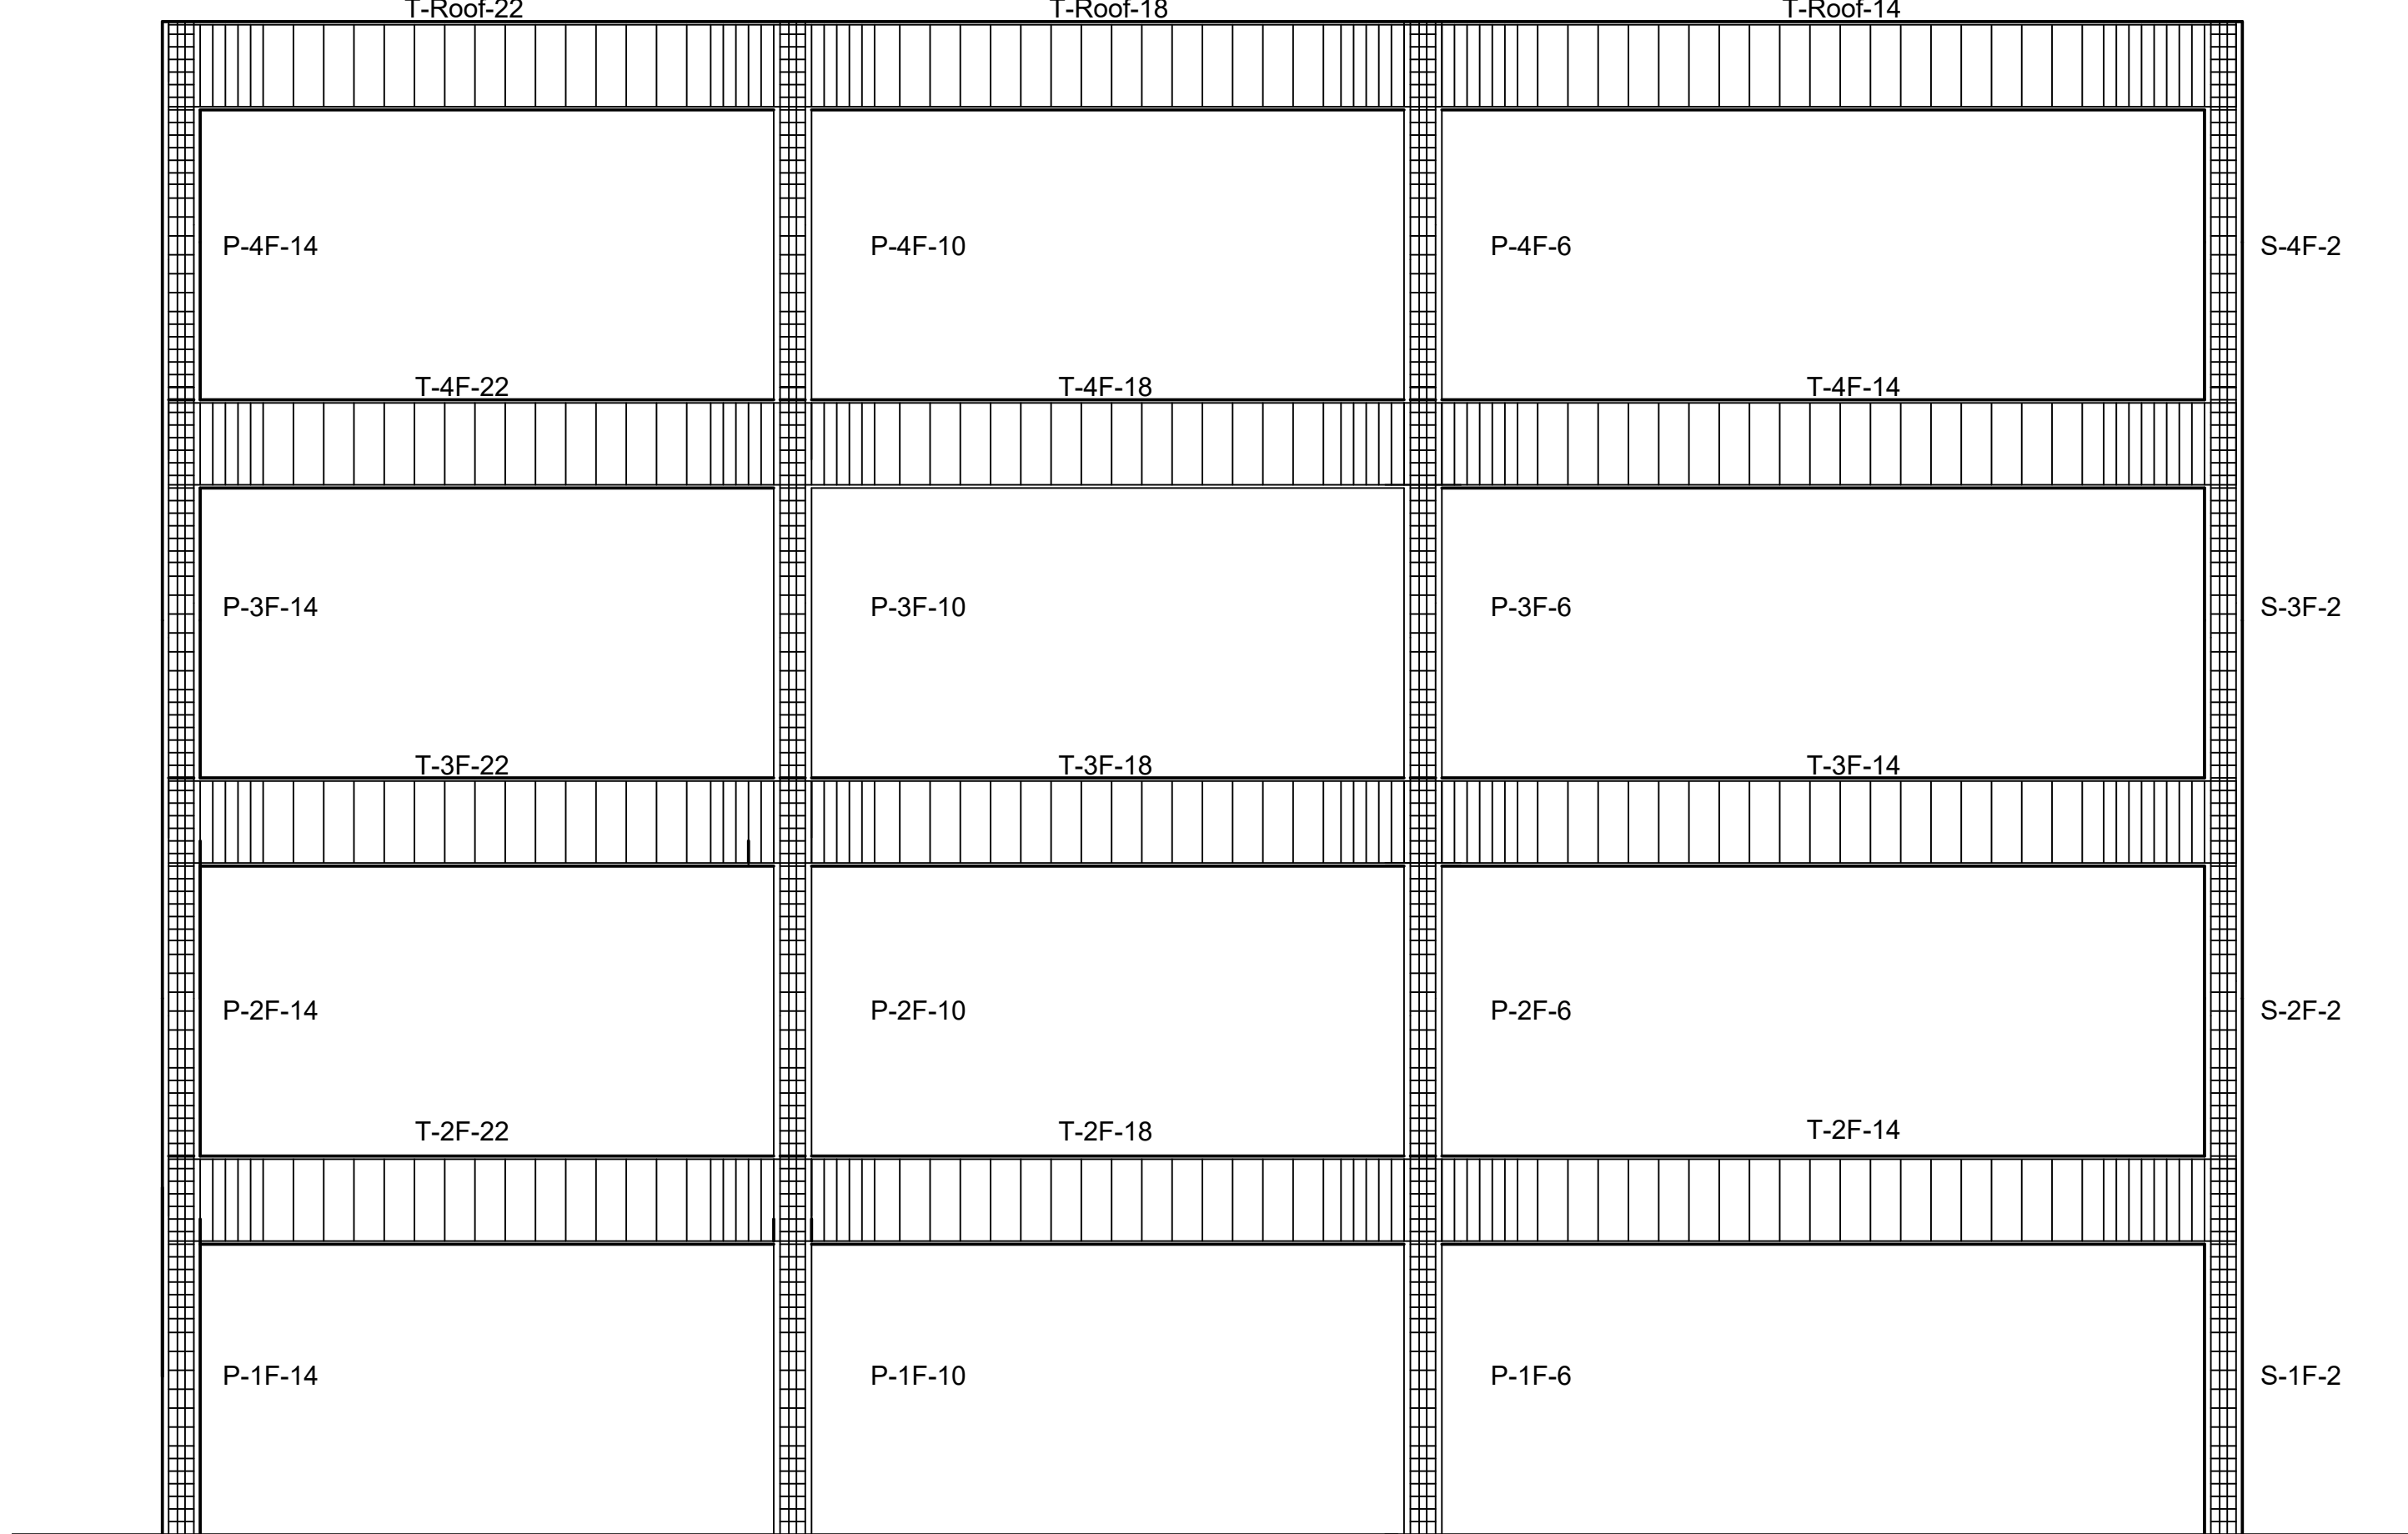 T-Roof-22 T-Roof-18 T-Roof-14
P-4F-14 P-4F-10 P-4F-6 S-4F-2
T-4F-22 T-4F-18 T-4F-14
P-3F-14 P-3F-10 P-3F-6 S-3F-2
T-3F-22 T-3F-18 T-3F-14
P-2F-14 P-2F-10 P-2F-6 S-2F-2
T-2F-22 T-2F-18 T-2F-14
P-1F-14 P-1F-10 P-1F-6 S-1F-2